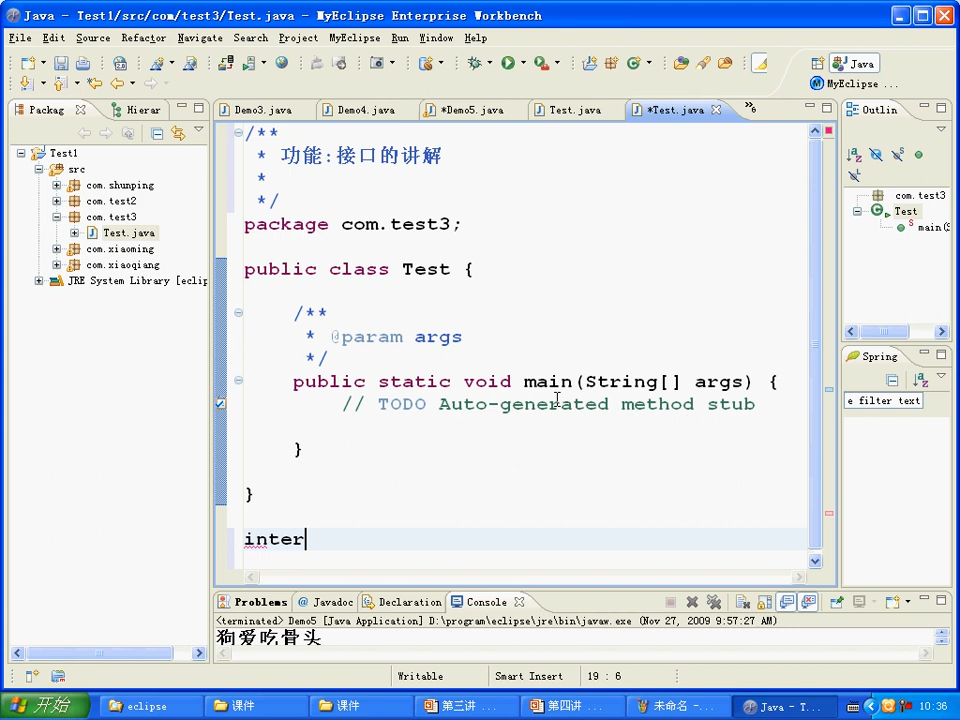 Java - Test1/src/com/test3/Test.java - MyEclipse Enterprise Workbench
File Edit Source Refactor Navigate Search Project MyEclipse Run Window Help
Java
MyEclipse ...
Packag Hierar
Demo3.java Demo4.java *Demo5.java Test.java *Test.java »6
Outlin
Test1
src
com.shunping
com.test2
com.test3
Test.java
com.xiaoming
com.xiaoqiang
JRE System Library [eclip
/**
* 功能:接口的讲解
*
*/
package com.test3;
public class Test {
/**
* @param args
*/
public static void main(String[] args) {
// TODO Auto-generated method stub
}
}
inter
com.test3
Test
main(S
Spring
e filter text
Problems @ Javadoc Declaration Console
<terminated> Demo5 [Java Application] D:\program\eclipse\jre\bin\javaw.exe (Nov 27, 2009 9:57:27 AM)
狗爱吃骨头
Writable Smart Insert 19 : 6
开始 eclipse 课件 课件 第三讲 ... 第四讲 ... 未命名 -... Java - T... 10:36